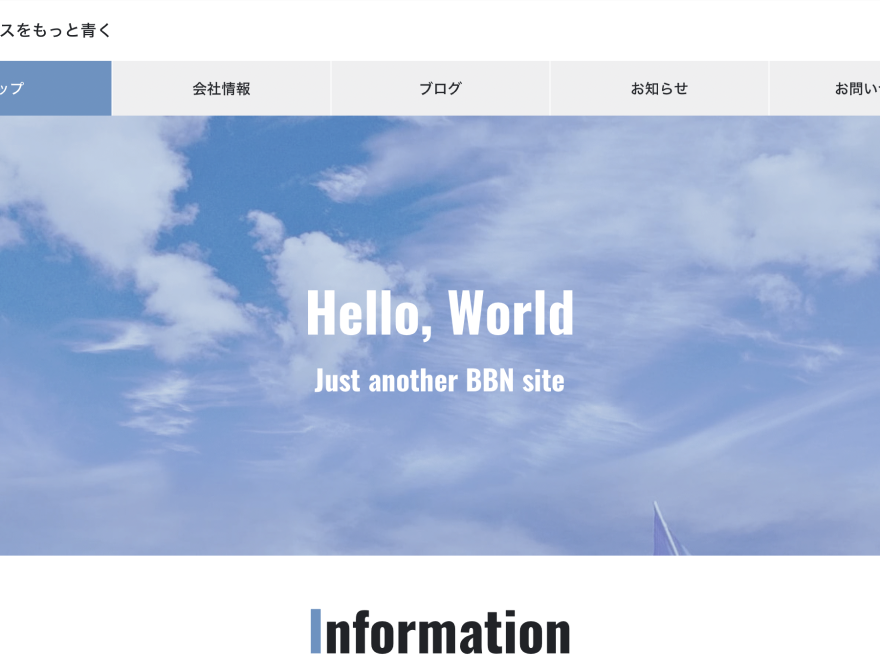 スをもっと青く
ップ 会社情報 ブログ お知らせ お問い
Hello, World
Just another BBN site
Information